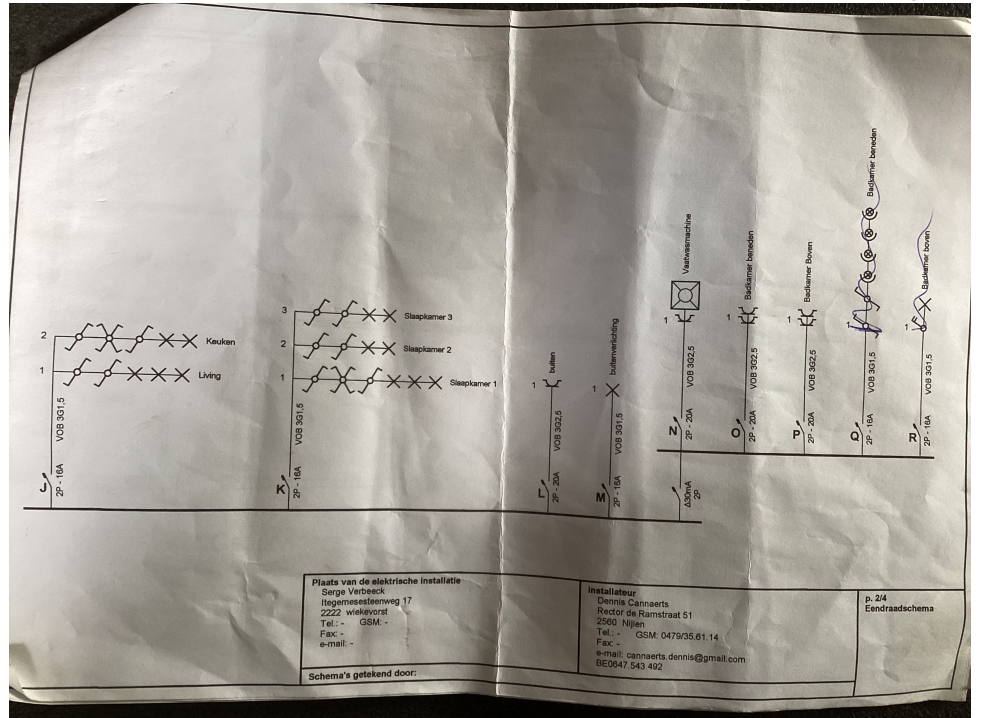 2
Keuken
1
Living
VOB 3G1,5
J
2P - 16A
3
Slaapkamer 3
2
Slaapkamer 2
1
Slaapkamer 1
VOB 3G1,5
K
2P - 16A
buiten
1
VOB 3G2,5
L
2P - 20A
buitenverlichting
1
VOB 3G1,5
M
2P - 16A
Vaatwasmachine
1
VOB 3G2,5
N
2P - 20A
Δ30mA
2P
Badkamer beneden
1
VOB 3G2,5
O
2P - 20A
Badkamer Boven
1
VOB 3G2,5
P
2P - 20A
Badkamer beneden
1
VOB 3G1,5
Q
2P - 16A
Badkamer boven
1
VOB 3G1,5
R
2P - 16A
Plaats van de elektrische installatie
Serge Verbeeck
Itegemesesteenweg 17
2222 wiekevorst
Tel.: - GSM: -
Fax: -
e-mail: -
Schema's getekend door:
Installateur
Dennis Cannaerts
Rector de Ramstraat 51
2560 Nijlen
Tel.: - GSM: 0479/35.61.14
Fax: -
e-mail: cannaerts.dennis@gmail.com
BE0647.543.492
p. 2/4
Eendraadschema